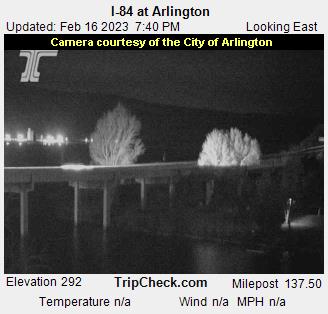 I-84 at Arlington
Updated: Feb 16 2023 7:40 PM Looking East
Camera courtesy of the City of Arlington
Elevation 292 TripCheck.com Milepost 137.50
Temperature n/a Wind n/a MPH n/a